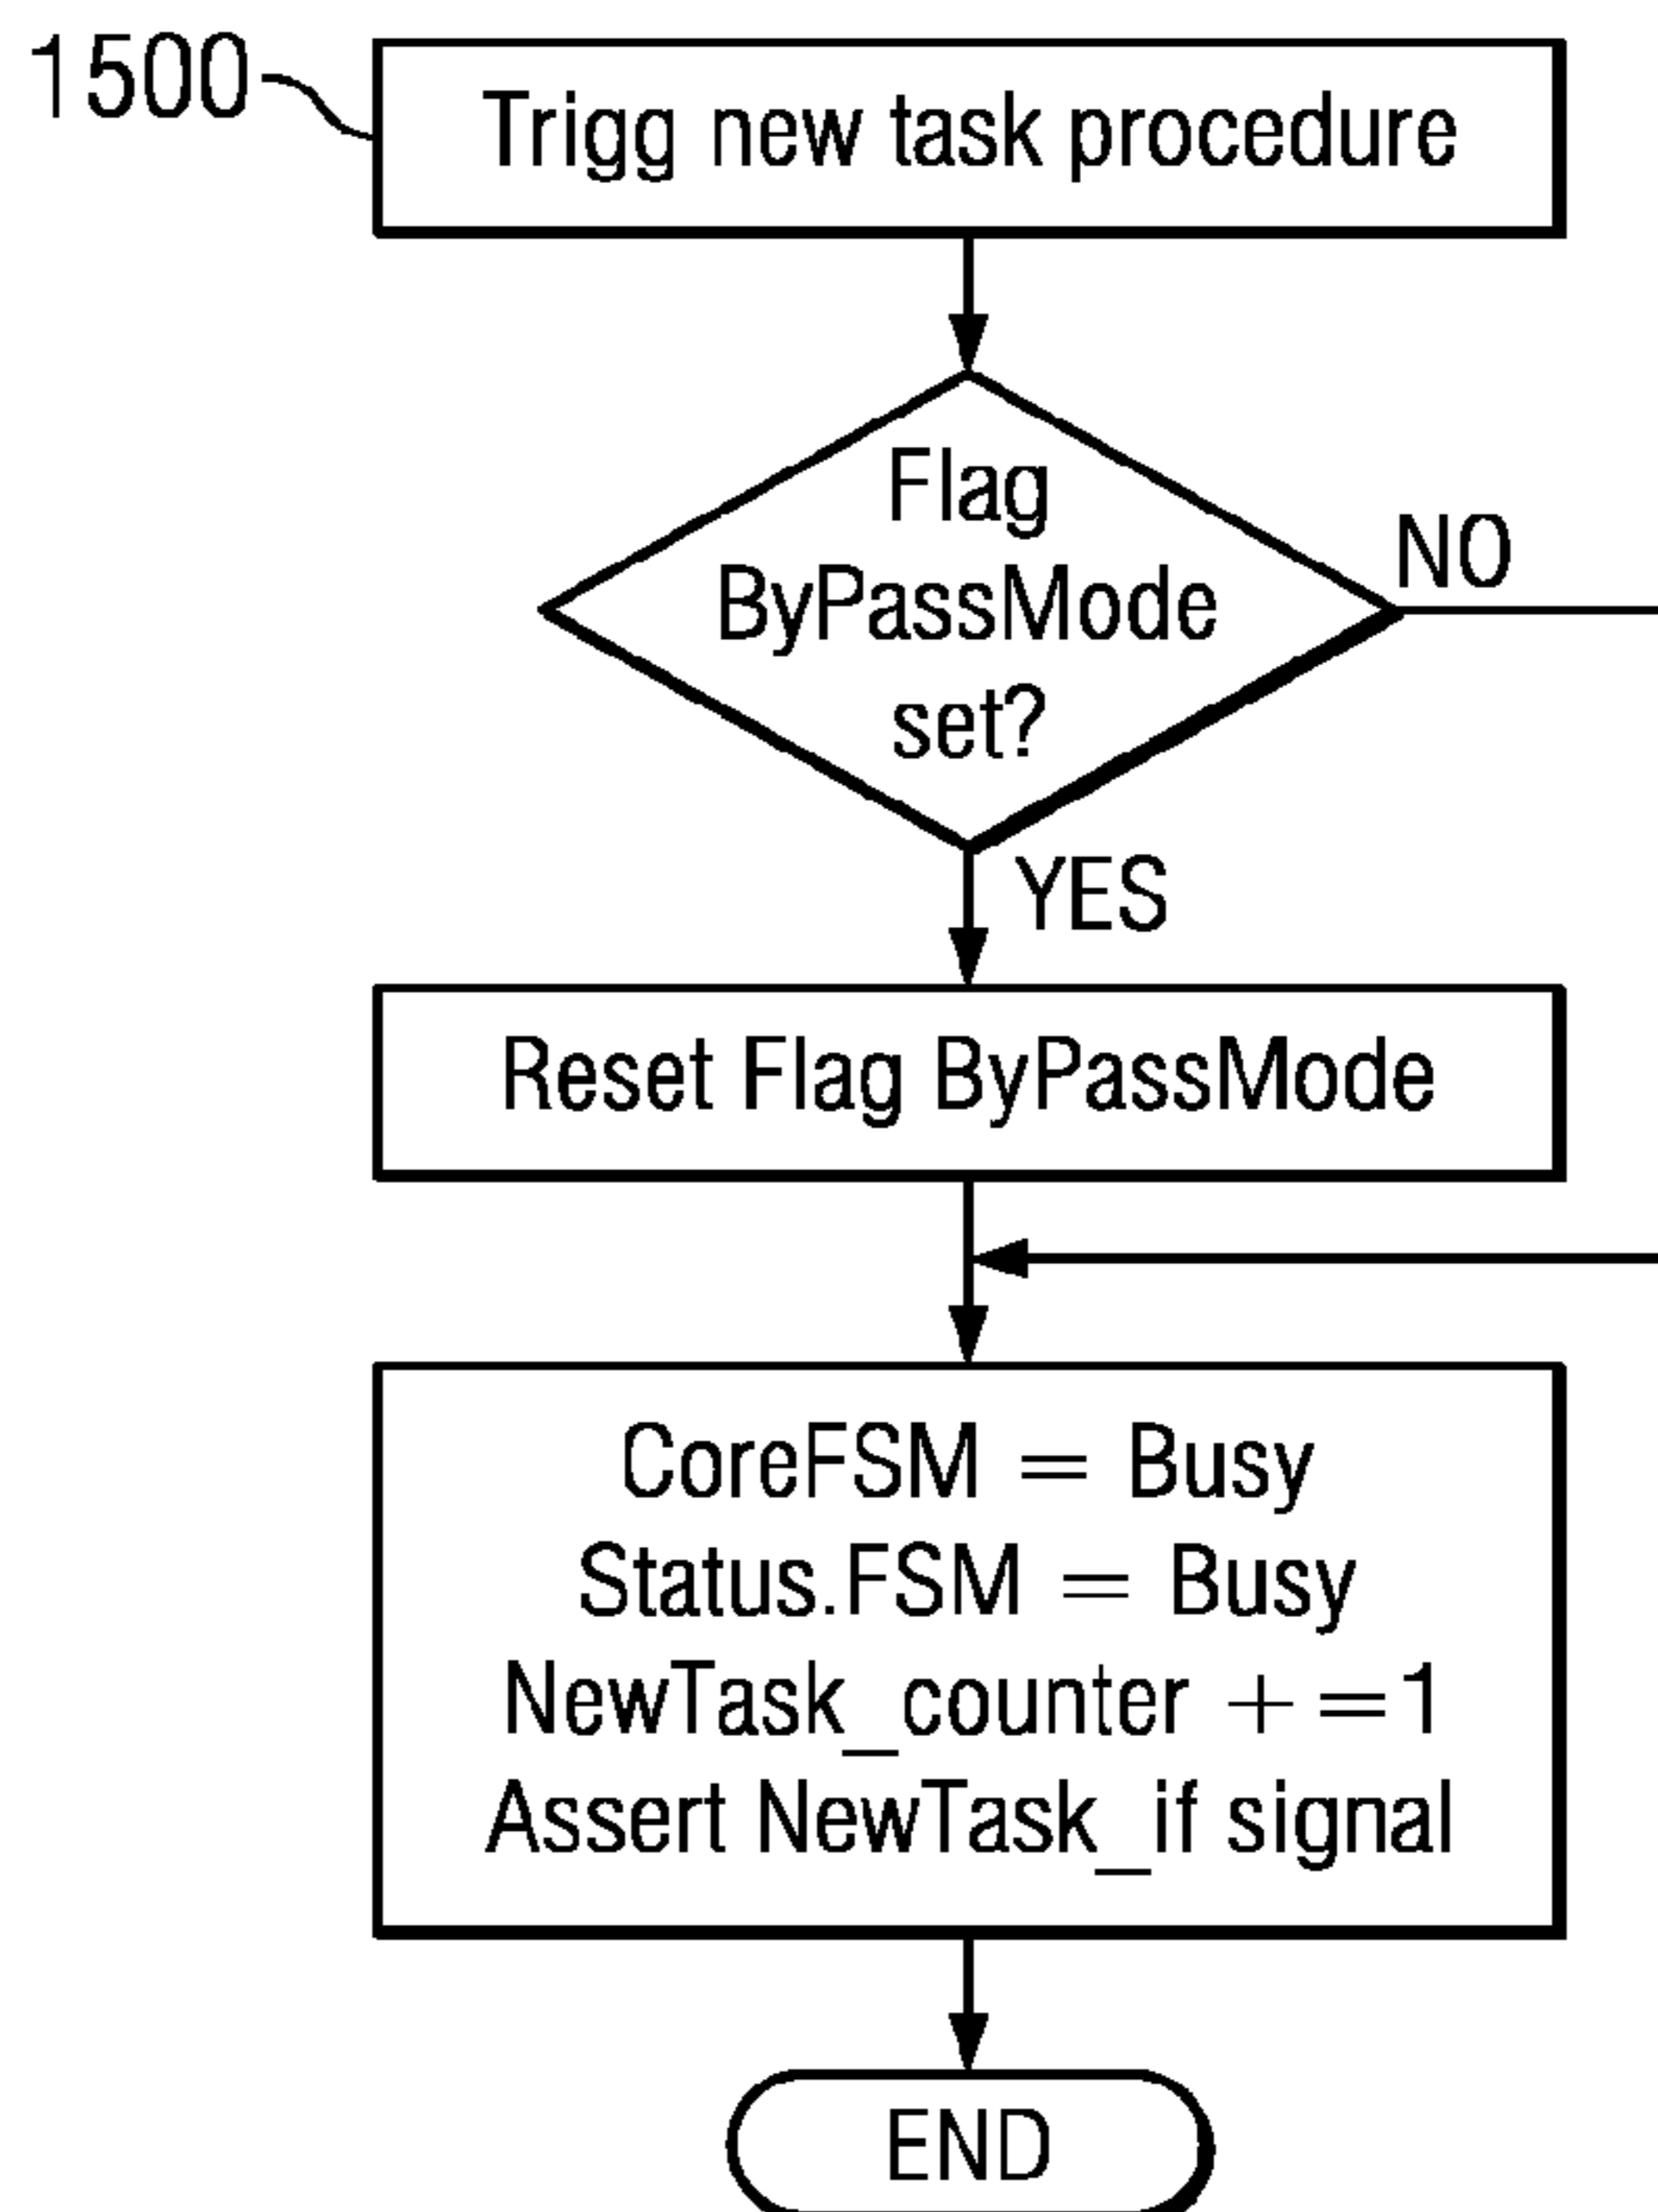 1500
Trigg new task procedure
Flag
ByPassMode
set?
NO
YES
Reset Flag ByPassMode
CoreFSM = Busy
Status.FSM = Busy
NewTask_counter + =1
Assert NewTask_if signal
END